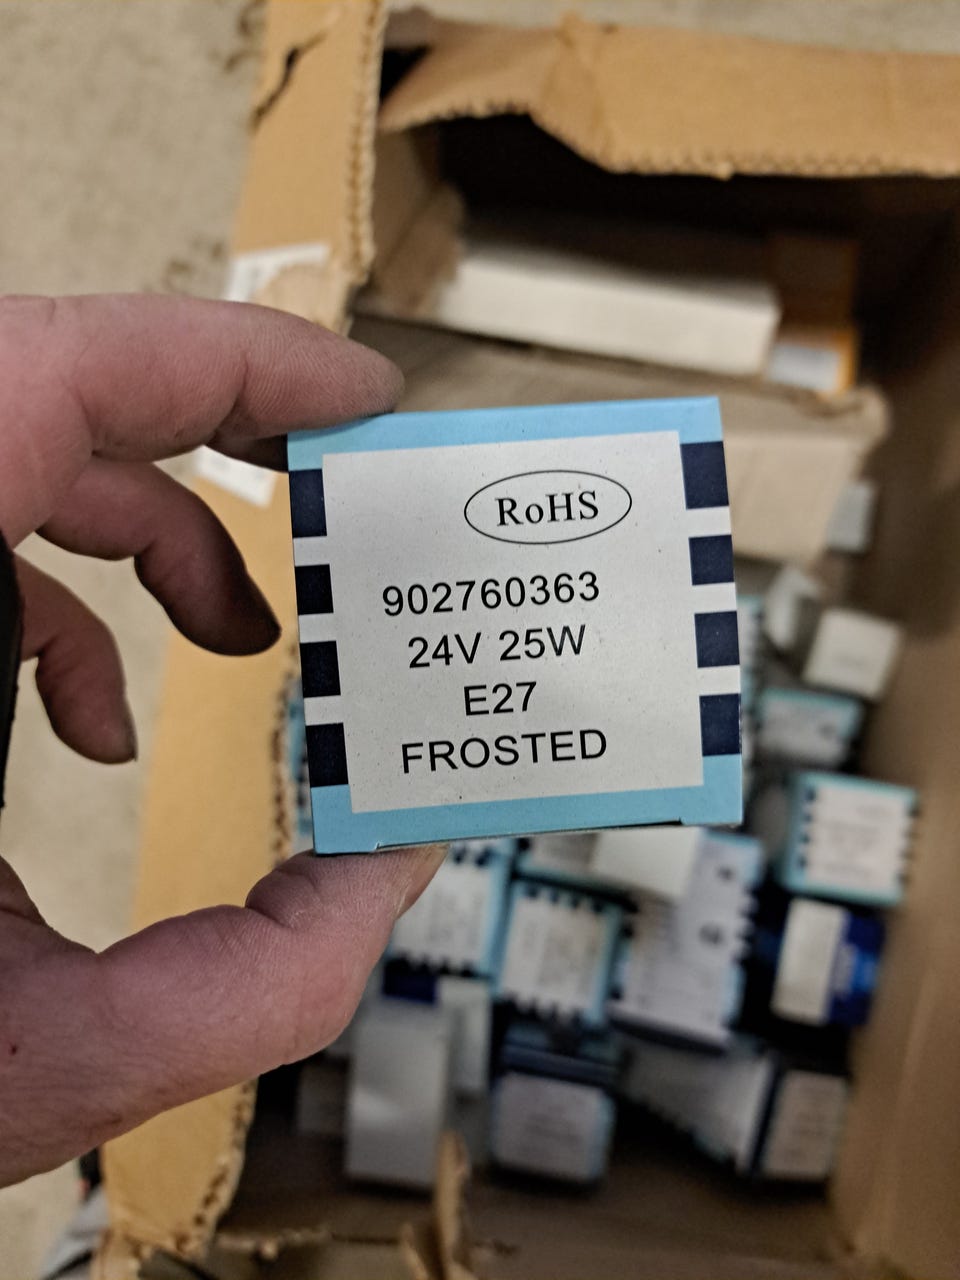 RoHS
902760363
24V 25W
E27
FROSTED